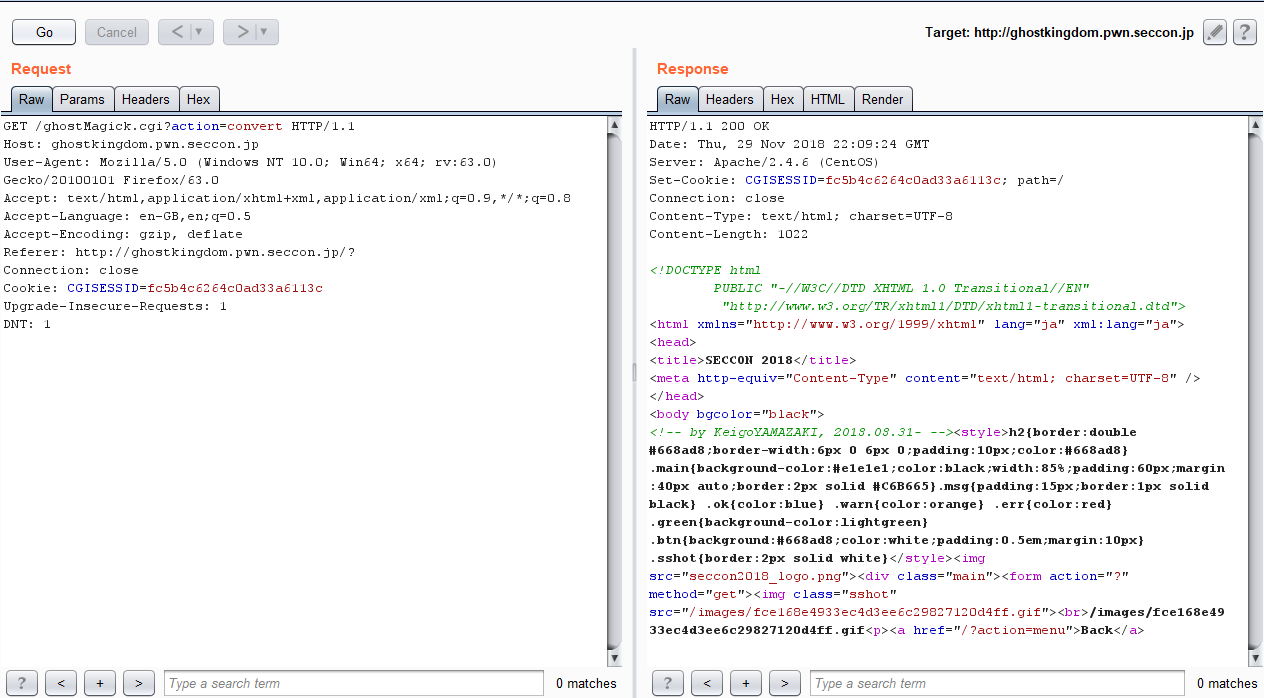 Go
Cancel
< ▼
> ▼
Target: http://ghostkingdom.pwn.seccon.jp
?
Request
Raw
Params
Headers
Hex
GET /ghostMagick.cgi?action=convert HTTP/1.1
Host: ghostkingdom.pwn.seccon.jp
User-Agent: Mozilla/5.0 (Windows NT 10.0; Win64; x64; rv:63.0)
Gecko/20100101 Firefox/63.0
Accept: text/html,application/xhtml+xml,application/xml;q=0.9,*/*;q=0.8
Accept-Language: en-GB,en;q=0.5
Accept-Encoding: gzip, deflate
Referer: http://ghostkingdom.pwn.seccon.jp/?
Connection: close
Cookie: CGISESSID=fc5b4c6264c0ad33a6113c
Upgrade-Insecure-Requests: 1
DNT: 1
?
<
+
>
Type a search term
0 matches
Response
Raw
Headers
Hex
HTML
Render
HTTP/1.1 200 OK
Date: Thu, 29 Nov 2018 22:09:24 GMT
Server: Apache/2.4.6 (CentOS)
Set-Cookie: CGISESSID=fc5b4c6264c0ad33a6113c; path=/
Connection: close
Content-Type: text/html; charset=UTF-8
Content-Length: 1022
<!DOCTYPE html
PUBLIC "-//W3C//DTD XHTML 1.0 Transitional//EN"
"http://www.w3.org/TR/xhtml1/DTD/xhtml1-transitional.dtd">
<html xmlns="http://www.w3.org/1999/xhtml" lang="ja" xml:lang="ja">
<head>
<title>SECCON 2018</title>
<meta http-equiv="Content-Type" content="text/html; charset=UTF-8" />
</head>
<body bgcolor="black">
<!-- by KeigoYAMAZAKI, 2018.08.31- --><style>h2{border:double
#668ad8;border-width:6px 0 6px 0;padding:10px;color:#668ad8}
.main{background-color:#e1e1e1;color:black;width:85%;padding:60px;margin
:40px auto;border:2px solid #C6B665}.msg{padding:15px;border:1px solid
black} .ok{color:blue} .warn{color:orange} .err{color:red}
.green{background-color:lightgreen}
.btn{background:#668ad8;color:white;padding:0.5em;margin:10px}
.sshot{border:2px solid white}</style><img
src="seccon2018_logo.png"><div class="main"><form action="?"
method="get"><img class="sshot"
src="/images/fce168e4933ec4d3ee6c29827120d4ff.gif"><br>/images/fce168e49
33ec4d3ee6c29827120d4ff.gif<p><a href="/?action=menu">Back</a>
?
<
+
>
Type a search term
0 matches